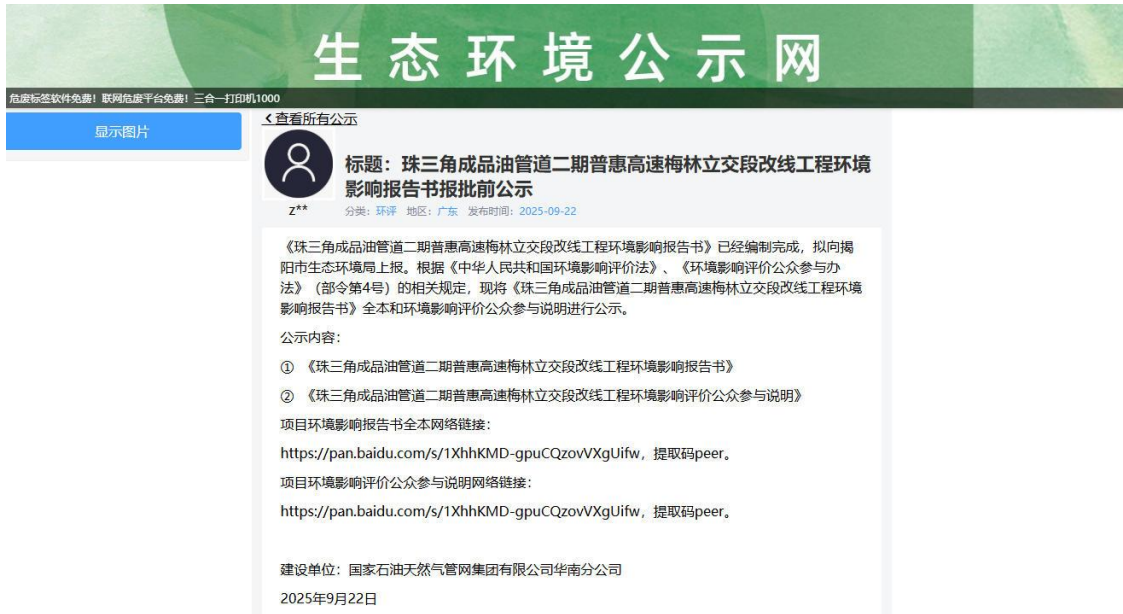 生态环境公示网
危废标签软件免费！联网危废平台免费！三合一打印机1000
显示图片
查看所有公示
标题：珠三角成品油管道二期普惠高速梅林立交段改线工程环境
影响报告书报批前公示
z**
分类：环评 地区：广东 发布时间：2025-09-22
《珠三角成品油管道二期普惠高速梅林立交段改线工程环境影响报告书》已经编制完成，拟向揭
阳市生态环境局上报。根据《中华人民共和国环境影响评价法》、《环境影响评价公众参与办
法》（部令第4号）的相关规定，现将《珠三角成品油管道二期普惠高速梅林立交段改线工程环境
影响报告书》全本和环境影响评价公众参与说明进行公示。
公示内容：
① 《珠三角成品油管道二期普惠高速梅林立交段改线工程环境影响报告书》
② 《珠三角成品油管道二期普惠高速梅林立交段改线工程环境影响评价公众参与说明》
项目环境影响报告书全本网络链接：
https://pan.baidu.com/s/1XhhKMD-gpuCQzovVXgUifw，提取码peer。
项目环境影响评价公众参与说明网络链接：
https://pan.baidu.com/s/1XhhKMD-gpuCQzovVXgUifw，提取码peer。
建设单位：国家石油天然气管网集团有限公司华南分公司
2025年9月22日